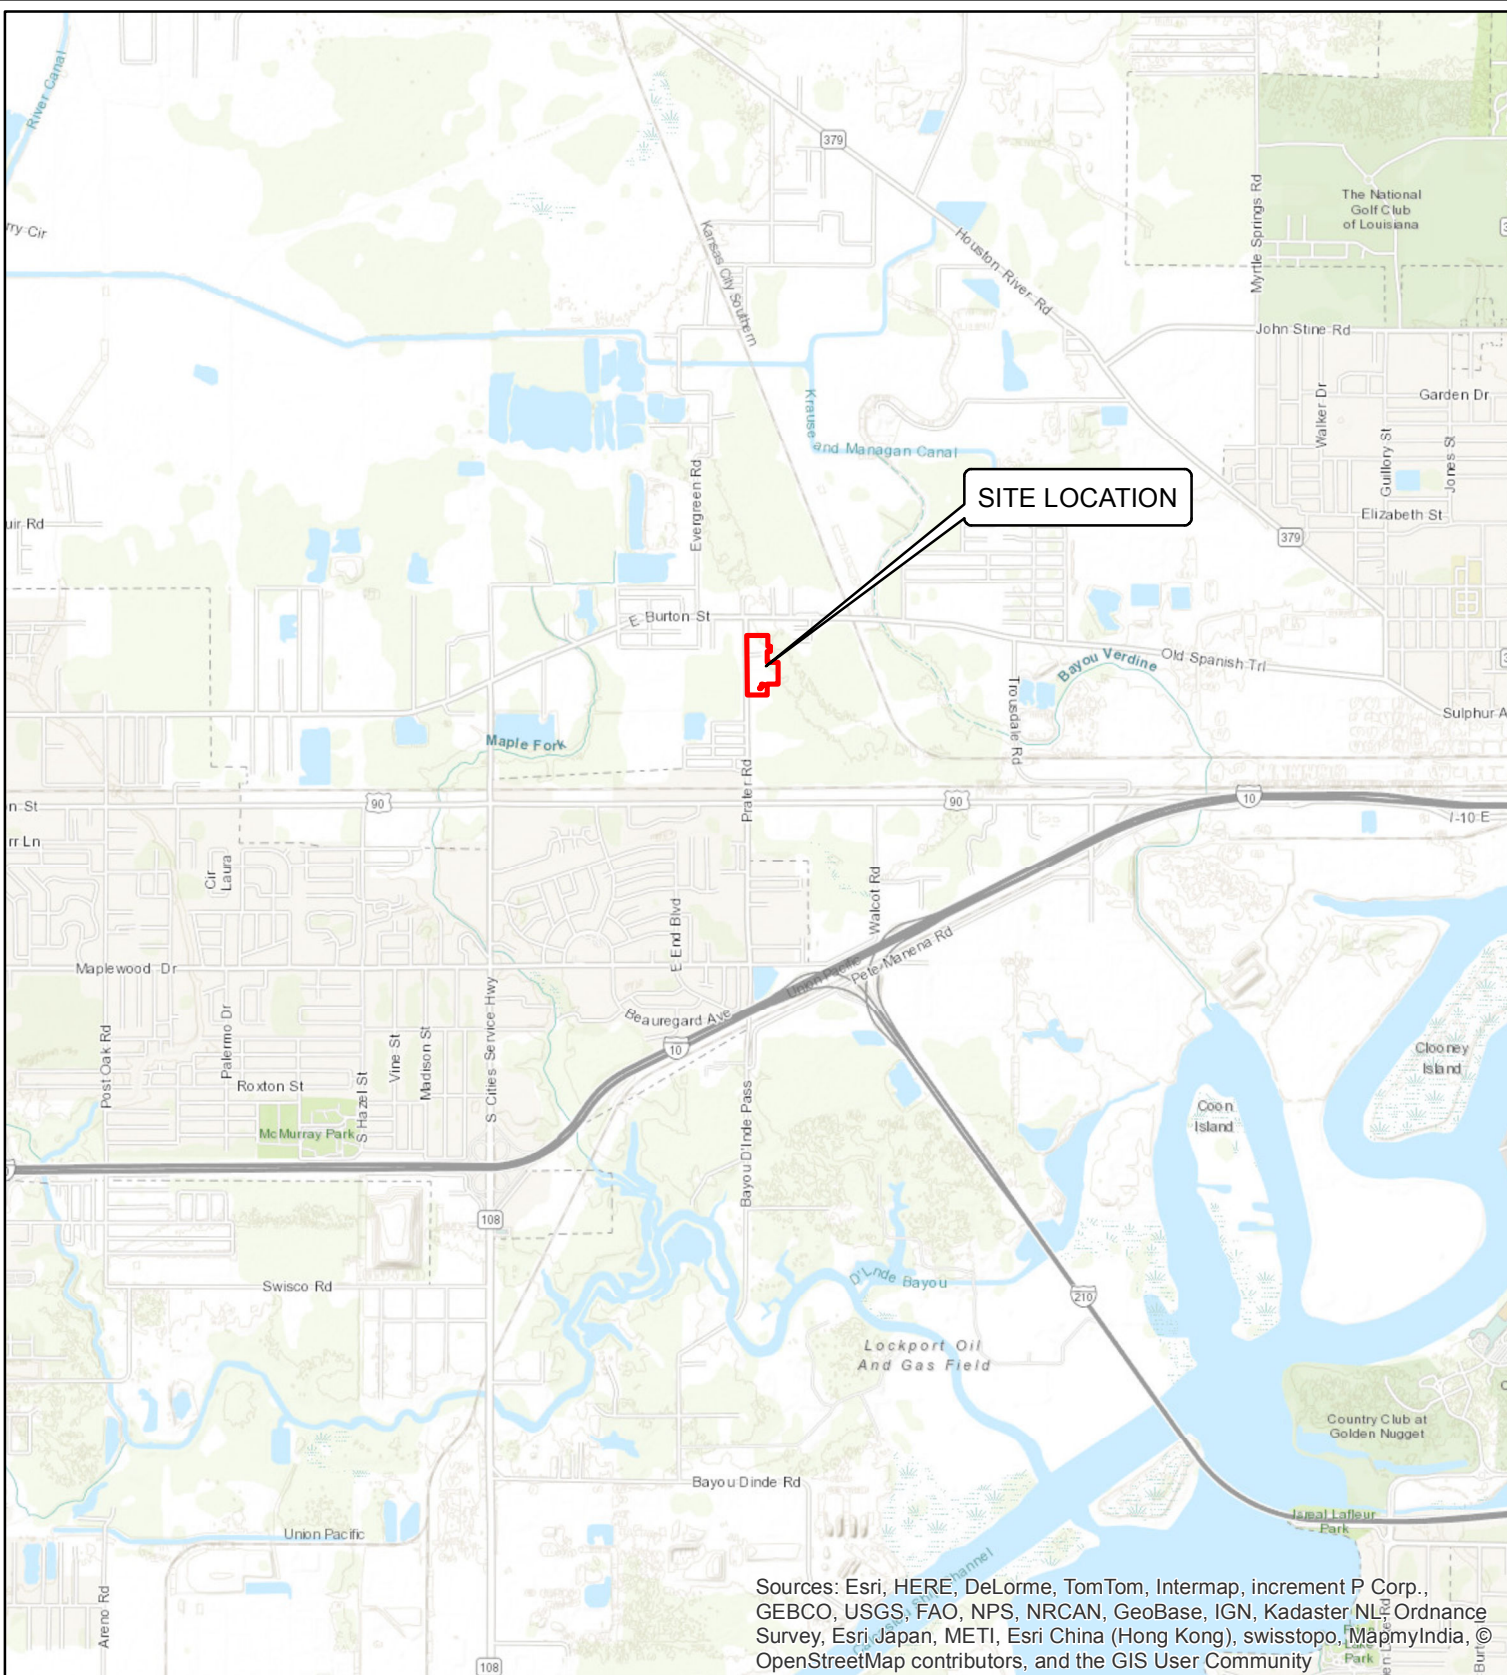 River Canal
379
The National
Golf Club
of Louisiana
Myrtle Springs Rd
rry Cir
Kansas City Southern
Houston River Rd
John Stine Rd
Walker Dr
Garden Dr
Krause
and Managan Canal
Guillory St
Jones St
Evergreen Rd
SITE LOCATION
Elizabeth St
uir Rd
379
E Burton St
Old Spanish Trl
Bayou Verdine
Trousdale Rd
Sulphur A
Maple Fork
Prater Rd
n St
90
90
10
I-10 E
rr Ln
Cir
Laura
Walcot Rd
E End Blvd
Maplewood Dr
Union Pacific
Pete Manena Rd
S Cities Service Hwy
Beauregard Ave
Palermo Dr
Post Oak Rd
Vine St
Madison St
10
Clooney
Island
Roxton St
S Hazel St
Coon
Island
McMurray Park
Bayou D'Inde Pass
108
D'Lnde Bayou
Swisco Rd
210
Lockport Oil
And Gas Field
Country Club at
Golden Nugget
Bayou Dinde Rd
Isreal Lafleur
Park
Union Pacific
Areno Rd
108
Sources: Esri, HERE, DeLorme, TomTom, Intermap, increment P Corp.,
GEBCO, USGS, FAO, NPS, NRCAN, GeoBase, IGN, Kadaster NL, Ordnance
Survey, Esri Japan, METI, Esri China (Hong Kong), swisstopo, MapmyIndia, ©
OpenStreetMap contributors, and the GIS User Community
Park